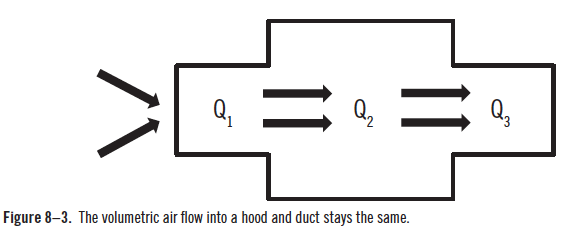 Q1 Q2 Q3
Figure 8–3. The volumetric air flow into a hood and duct stays the same.